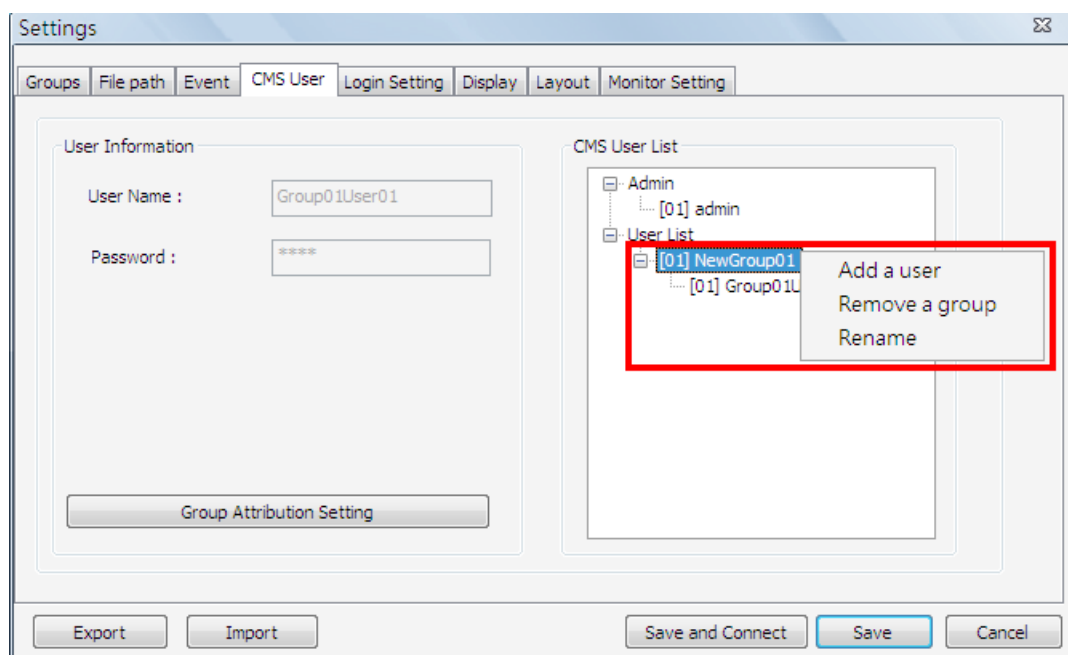 Settings
Groups File path Event CMS User Login Setting Display Layout Monitor Setting
User Information
User Name :
Group01User01
Password :
****
Group Attribution Setting
CMS User List
Admin
[01] admin
User List
[01] NewGroup01
[01] Group01U
Add a user
Remove a group
Rename
Export Import Save and Connect Save Cancel